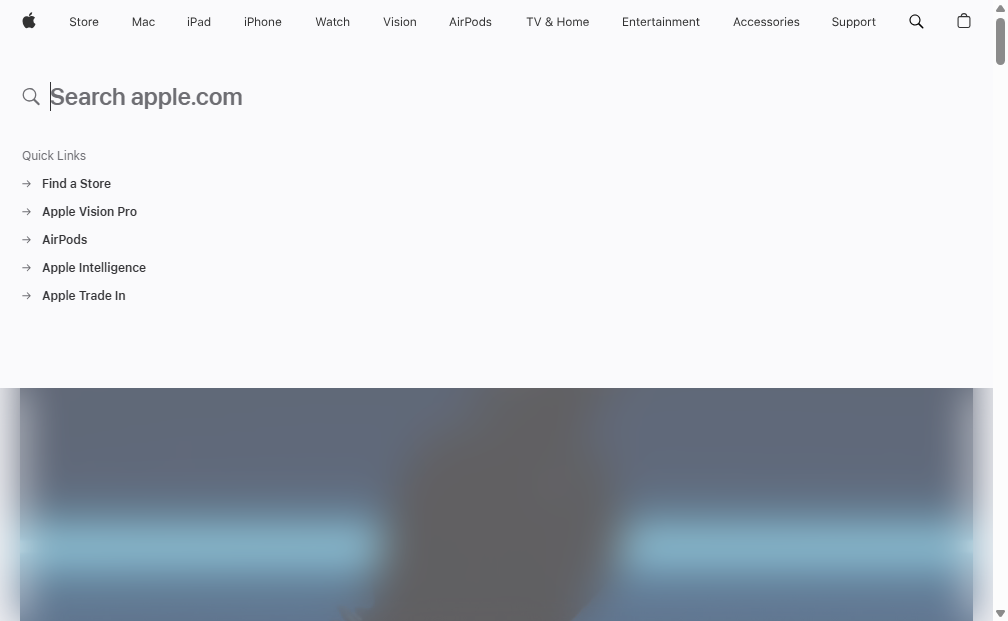 Store Mac iPad iPhone Watch Vision AirPods TV & Home Entertainment Accessories Support
Search apple.com
Quick Links
Find a Store
Apple Vision Pro
AirPods
Apple Intelligence
Apple Trade In